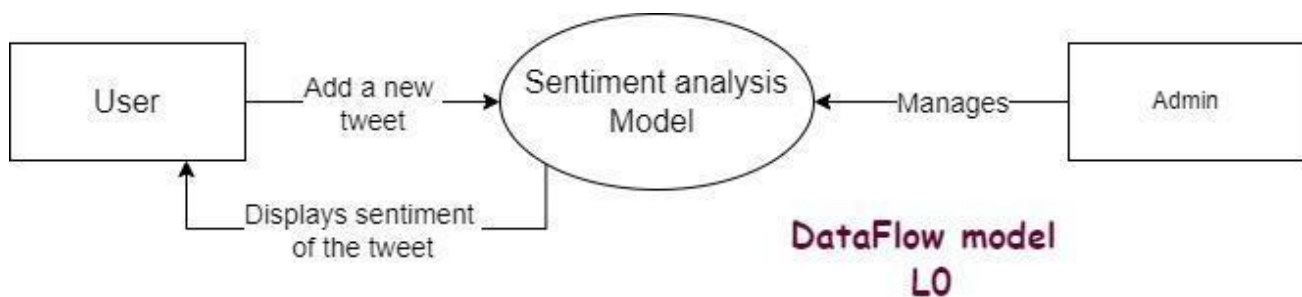 User
Add a new
tweet
Sentiment analysis
Model
Manages
Admin
Displays sentiment
of the tweet
DataFlow model
L0